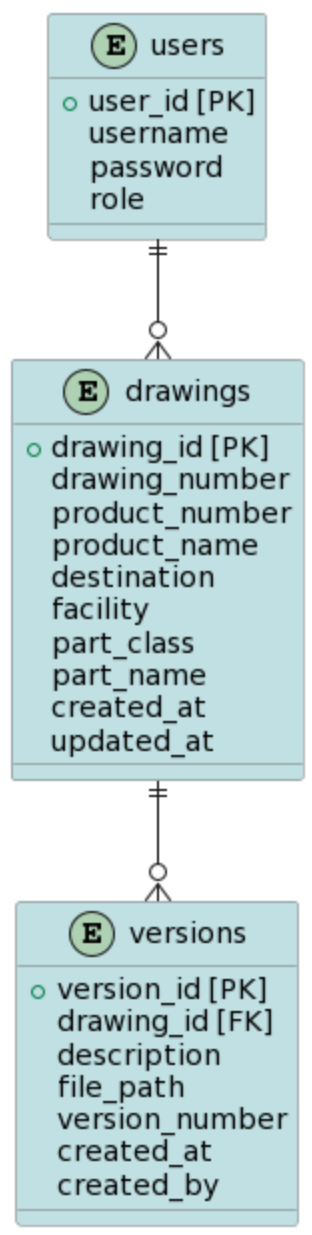 E users
user_id [PK]
username
password
role
E drawings
drawing_id [PK]
drawing_number
product_number
product_name
destination
facility
part_class
part_name
created_at
updated_at
E versions
version_id [PK]
drawing_id [FK]
description
file_path
version_number
created_at
created_by